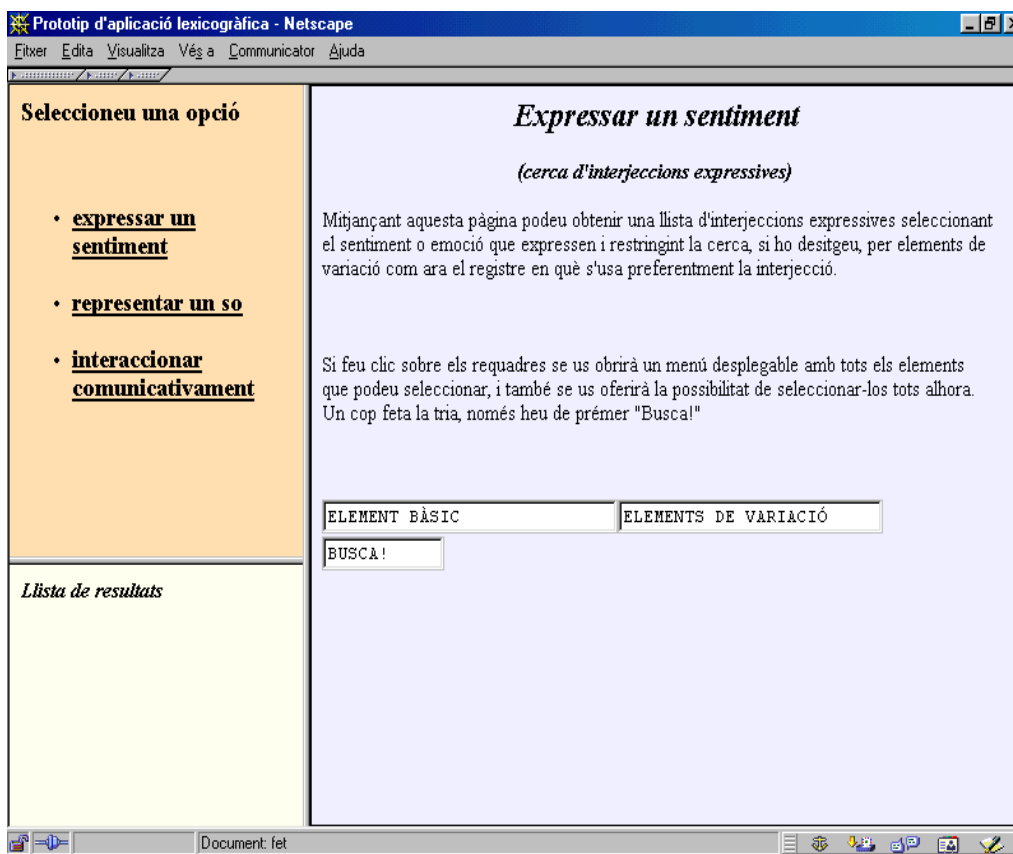 Prototip d'aplicació lexicogràfica - Netscape
Fitxer Edita Visualitza Vés a Communicator Ajuda
Seleccioneu una opció
• expressar un
sentiment
• representar un so
• interaccionar
comunicativament
Llista de resultats
Expressar un sentiment
(cerca d'interjeccions expressives)
Mitjançant aquesta pàgina podeu obtenir una llista d'interjeccions expressives seleccionant
el sentiment o emoció que expressen i restringint la cerca, si ho desitgeu, per elements de
variació com ara el registre en què s'usa preferentment la interjecció.
Si feu clic sobre els requadres se us obrirà un menú desplegable amb tots els elements
que podeu seleccionar, i també se us oferirà la possibilitat de seleccionar-los tots alhora.
Un cop feta la tria, només heu de prémer "Busca!"
ELEMENT BÀSIC ELEMENTS DE VARIACIÓ
BUSCA!
Document: fet